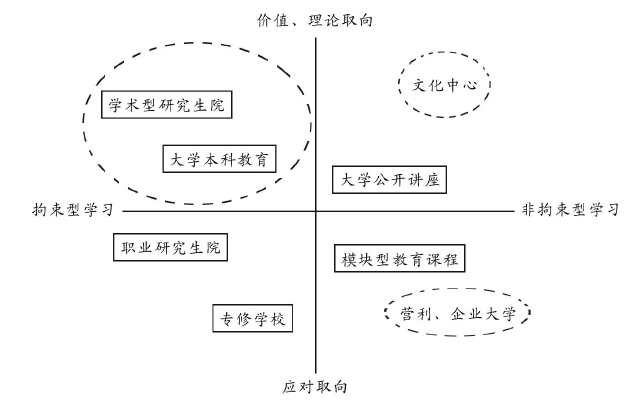 价值、理论取向
文化中心
学术型研究生院
大学本科教育
大学公开讲座
拘束型学习
非拘束型学习
职业研究生院
模块型教育课程
专修学校
营利、企业大学
应对取向